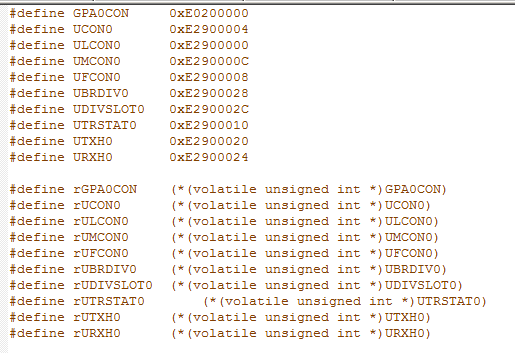 #define GPA0CON     0xE0200000
#define UCON0       0xE2900004
#define ULCON0      0xE2900000
#define UMCON0      0xE290000C
#define UFCON0      0xE2900008
#define UBRDIV0     0xE2900028
#define UDIVSLOT0   0xE290002C
#define UTRSTAT0    0xE2900010
#define UTXH0       0xE2900020
#define URXH0       0xE2900024

#define rGPA0CON    (*(volatile unsigned int *)GPA0CON)
#define rUCON0      (*(volatile unsigned int *)UCON0)
#define rULCON0     (*(volatile unsigned int *)ULCON0)
#define rUMCON0     (*(volatile unsigned int *)UMCON0)
#define rUFCON0     (*(volatile unsigned int *)UFCON0)
#define rUBRDIV0    (*(volatile unsigned int *)UBRDIV0)
#define rUDIVSLOT0  (*(volatile unsigned int *)UDIVSLOT0)
#define rUTRSTAT0       (*(volatile unsigned int *)UTRSTAT0)
#define rUTXH0      (*(volatile unsigned int *)UTXH0)
#define rURXH0      (*(volatile unsigned int *)URXH0)